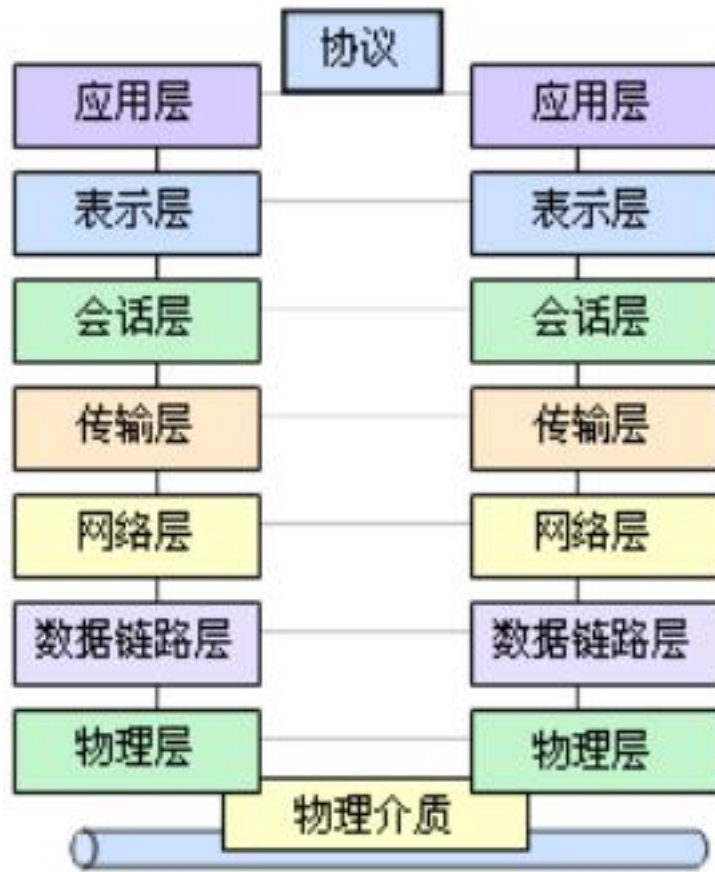 协议
应用层
应用层
表示层
表示层
会话层
会话层
传输层
传输层
网络层
网络层
数据链路层
数据链路层
物理层
物理层
物理介质